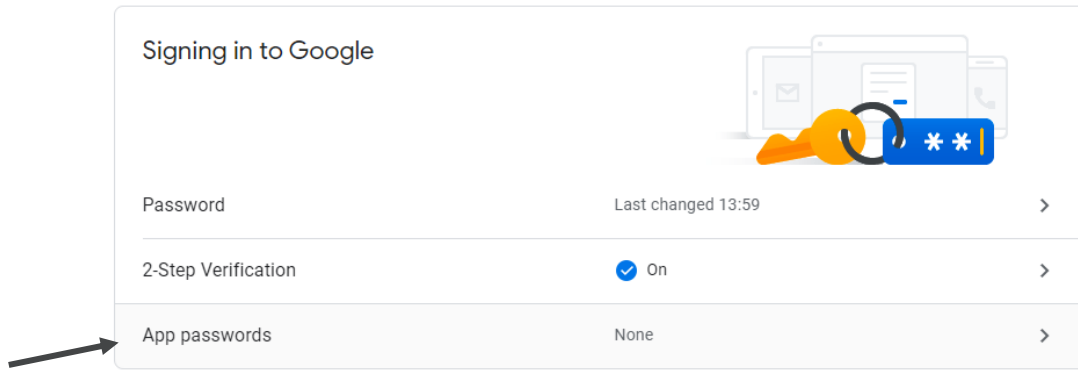 Signing in to Google
**
Password Last changed 13:59
2-Step Verification On
App passwords None